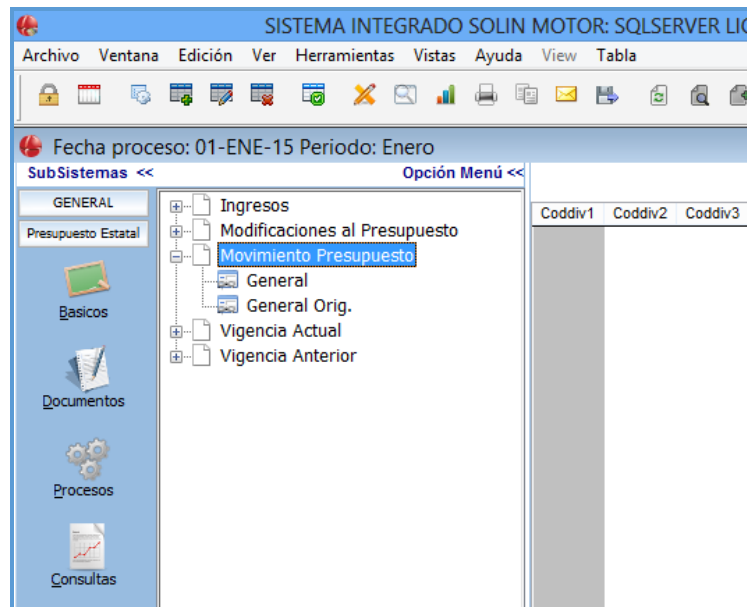 SISTEMA INTEGRADO SOLIN MOTOR: SQLSERVER LIC
Archivo Ventana Edición Ver Herramientas Vistas Ayuda View Tabla
Fecha proceso: 01-ENE-15 Periodo: Enero
SubSistemas << Opción Menú <<
GENERAL
Presupuesto Estatal
Basicos
Documentos
Procesos
Consultas
Ingresos
Modificaciones al Presupuesto
Movimiento Presupuesto
General
General Orig.
Vigencia Actual
Vigencia Anterior
Coddiv1 Coddiv2 Coddiv3